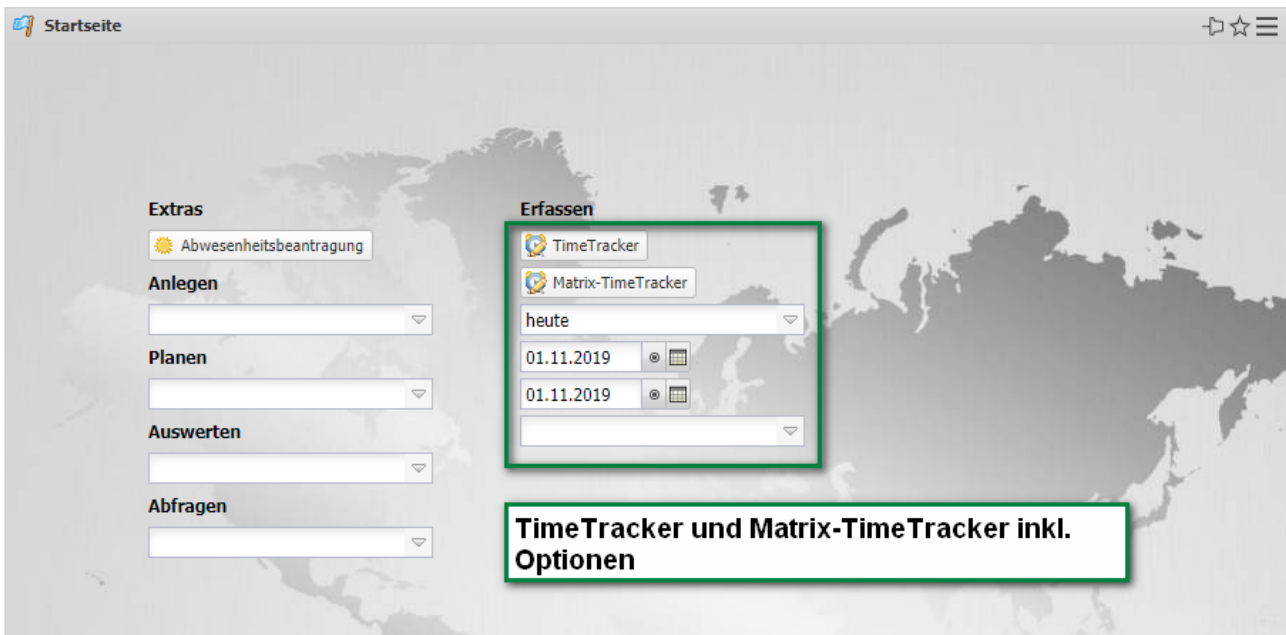 Startseite
Extras
Abwesenheitsbeantragung
Anlegen
Planen
Auswerten
Abfragen
Erfassen
TimeTracker
Matrix-TimeTracker
heute
01.11.2019
01.11.2019
TimeTracker und Matrix-TimeTracker inkl.
Optionen